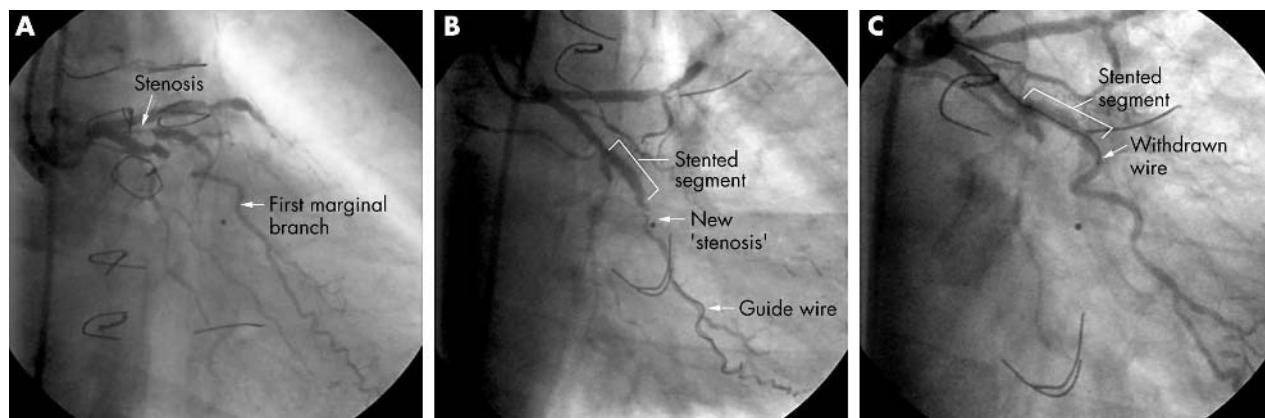 A
Stenosis
First marginal
branch
B
Stented
segment
New
'stenosis'
Guide wire
C
Stented
segment
Withdrawn
wire